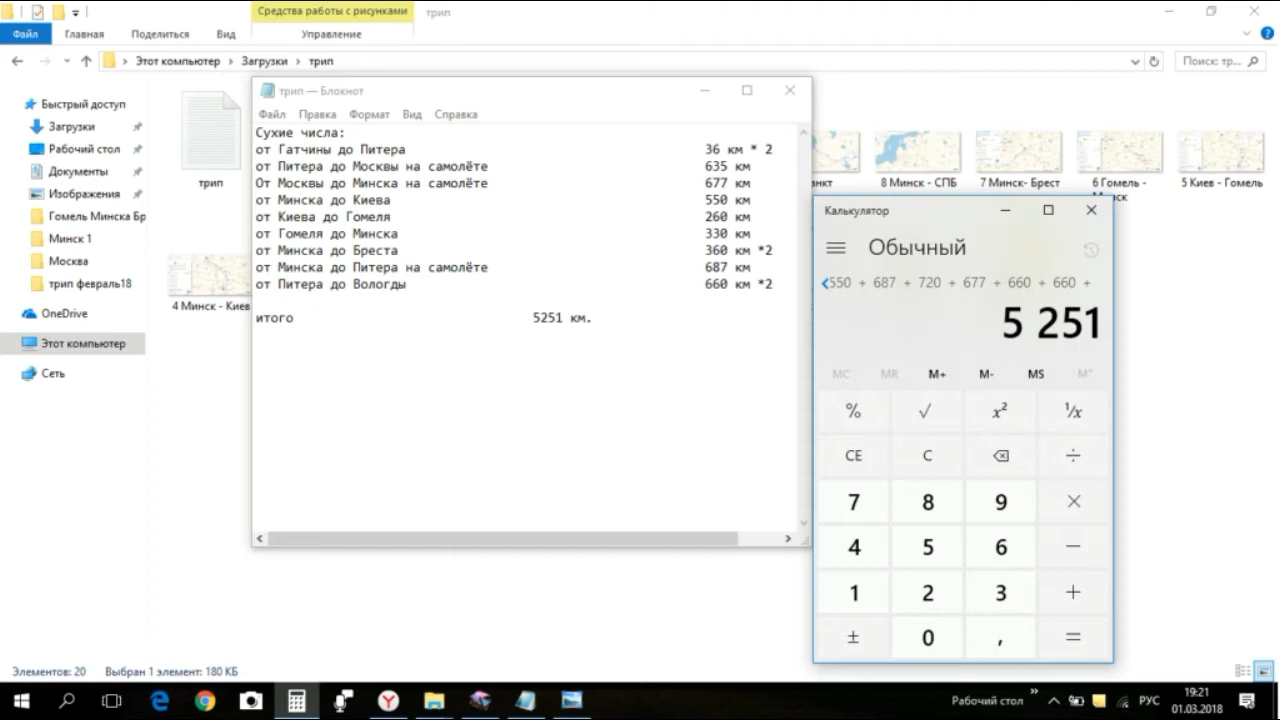 Средства работы с рисунками
трип
Файл
Главная
Поделиться
Вид
Управление
Этот компьютер > Загрузки > трип
Поиск: тр...
Быстрый доступ
Загрузки
Рабочий стол
Документы
Изображения
Гомель Минска Бр
Минск 1
Москва
трип февраль18
OneDrive
Этот компьютер
Сеть
трип
4 Минск - Киев
анкт
8 Минск - СПБ
7 Минск- Брест
6 Гомель -
5 Киев - Гомель
трип — Блокнот
Файл Правка Формат Вид Справка
Сухие числа:
от Гатчины до Питера 36 км * 2
от Питера до Москвы на самолёте 635 км
От Москвы до Минска на самолёте 677 км
от Минска до Киева 550 км
от Киева до Гомеля 260 км
от Гомеля до Минска 330 км
от Минска до Бреста 360 км *2
от Минска до Питера на самолёте 687 км
от Питера до Вологды 660 км *2
итого 5251 км.
Калькулятор
Обычный
550 + 687 + 720 + 677 + 660 + 660 +
5 251
MC MR M+ M- MS M˅
% √ x² ¹/x
CE C ⌫ ÷
7 8 9 ×
4 5 6 −
1 2 3 +
± 0 , =
Элементов: 20 Выбран 1 элемент: 180 КБ
Рабочий стол
РУС
19:21
01.03.2018